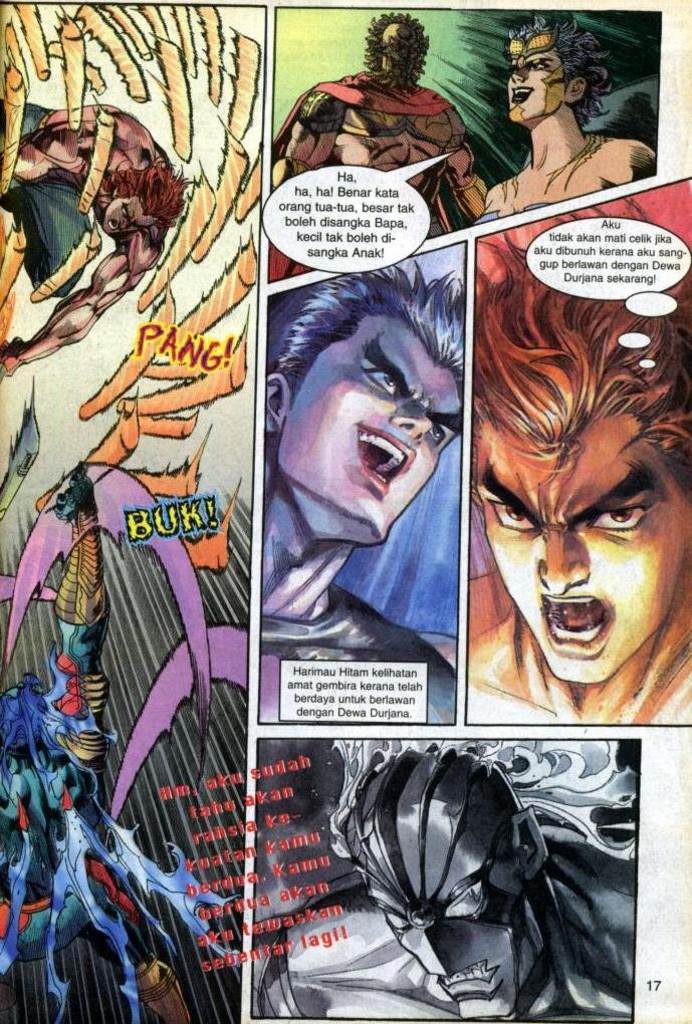 PANG!
BUK!
Ha,
ha, ha! Benar kata
orang tua-tua, besar tak
boleh disangka Bapa,
kecil tak boleh di-
sangka Anak!
Aku
tidak akan mati celik jika
aku dibunuh kerana aku sang-
gup berlawan dengan Dewa
Durjana sekarang!
Harimau Hitam kelihatan
amat gembira kerana telah
berdaya untuk berlawan
dengan Dewa Durjana.
Hm, aku sudah
tahu akan
rahsia ke-
kuatan kamu
berdua. Kamu
berdua akan
aku tewaskan
sebentar lagi!
17